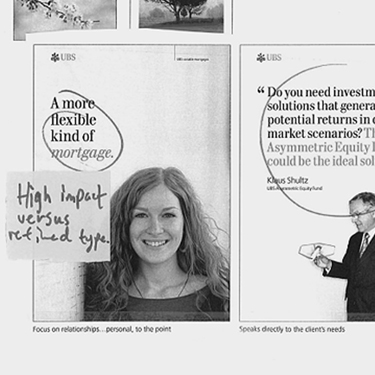 UBS
UBS variable mortgages
A more
flexible
kind of
mortgage.
High impact
versus
refined type.
Focus on relationships...personal, to the point
UBS
“Do you need investm
solutions that genera
potential returns in
market scenarios? Th
Asymmetric Equity
could be the ideal sol
Klaus Shultz
UBS Asymmetric Equity Fund
Speaks directly to the client's needs